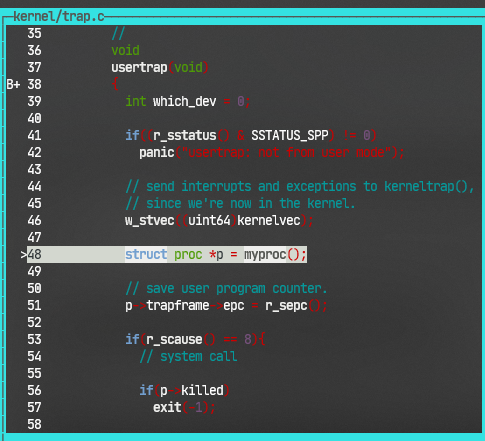 kernel/trap.c
35 //
36 void
37 usertrap(void)
B+ 38 {
39 int which_dev = 0;
40
41 if((r_sstatus() & SSTATUS_SPP) != 0)
42 panic("usertrap: not from user mode");
43
44 // send interrupts and exceptions to kerneltrap(),
45 // since we're now in the kernel.
46 w_stvec((uint64)kernelvec);
47
>48 struct proc *p = myproc();
49
50 // save user program counter.
51 p->trapframe->epc = r_sepc();
52
53 if(r_scause() == 8){
54 // system call
55
56 if(p->killed)
57 exit(-1);
58